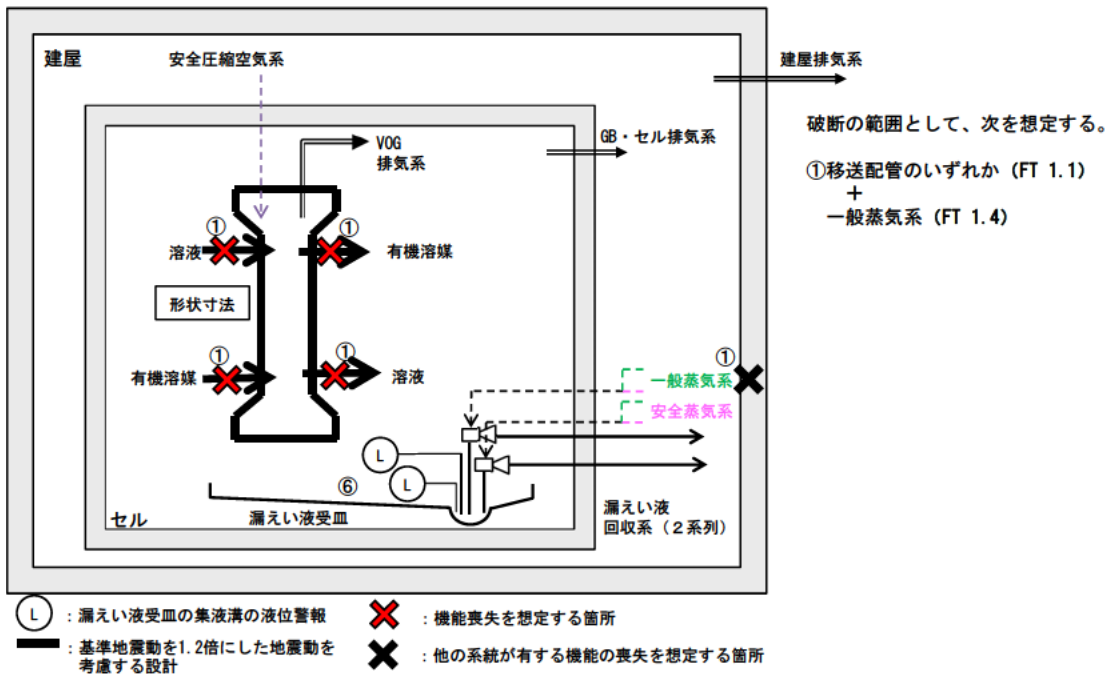 建屋
安全圧縮空気系
建屋排気系
VOG
排気系
GB・セル排気系
破断の範囲として、次を想定する。
①移送配管のいずれか (FT 1.1)
+
一般蒸気系 (FT 1.4)
①
①
溶液
有機溶媒
形状寸法
①
①
有機溶媒
溶液
①
一般蒸気系
安全蒸気系
L
L
⑥
セル
漏えい液受皿
漏えい液
回収系（２系列）
L
：漏えい液受皿の集液溝の液位警報
：機能喪失を想定する箇所
：基準地震動を1.2倍にした地震動を
考慮する設計
：他の系統が有する機能の喪失を想定する箇所